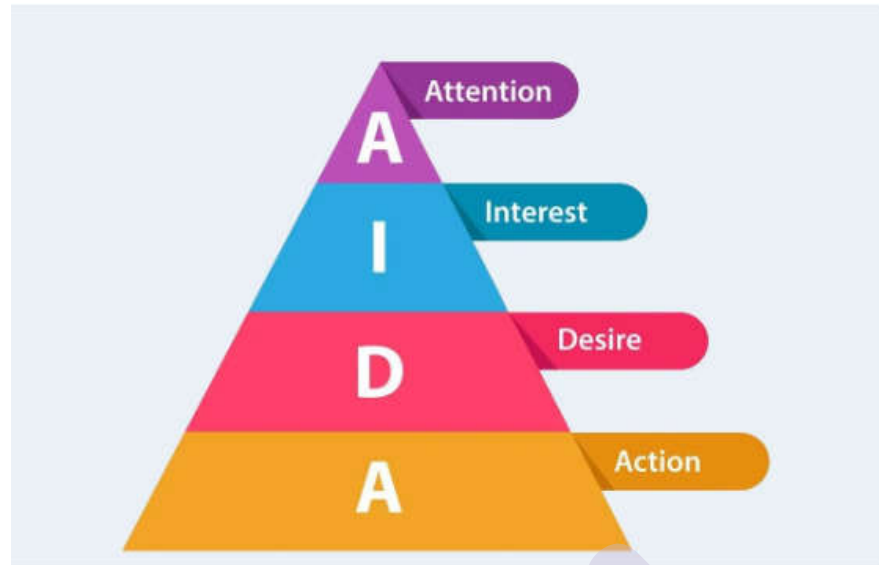 Attention
A
Interest
I
Desire
D
Action
A